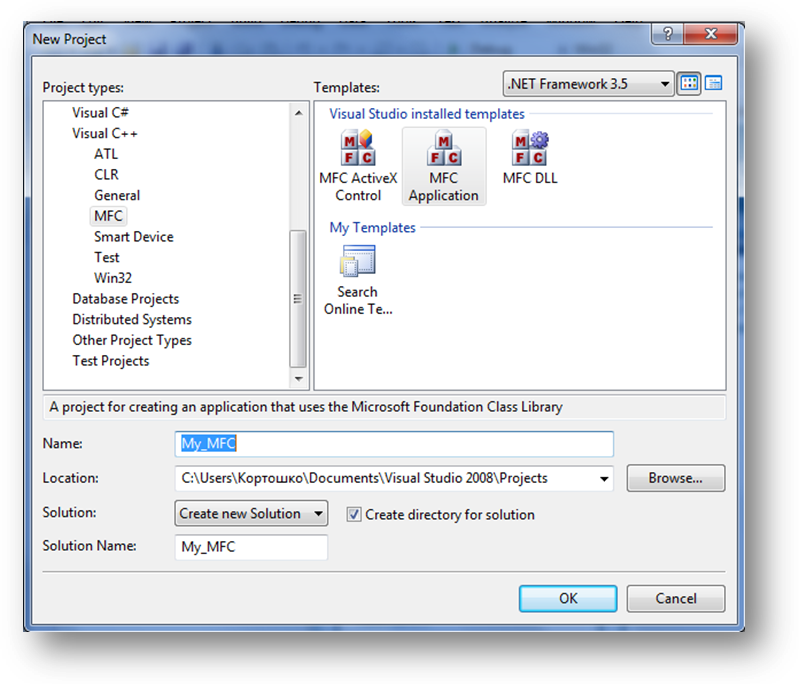 New Project
Project types:
Templates:
.NET Framework 3.5
Visual C#
Visual C++
ATL
CLR
General
MFC
Smart Device
Test
Win32
Database Projects
Distributed Systems
Other Project Types
Test Projects
Visual Studio installed templates
MFC ActiveX
Control
MFC
Application
MFC DLL
My Templates
Search
Online Te...
A project for creating an application that uses the Microsoft Foundation Class Library
Name:
My_MFC
Location:
C:\Users\Кортошко\Documents\Visual Studio 2008\Projects
Browse...
Solution:
Create new Solution
Create directory for solution
Solution Name:
My_MFC
OK
Cancel